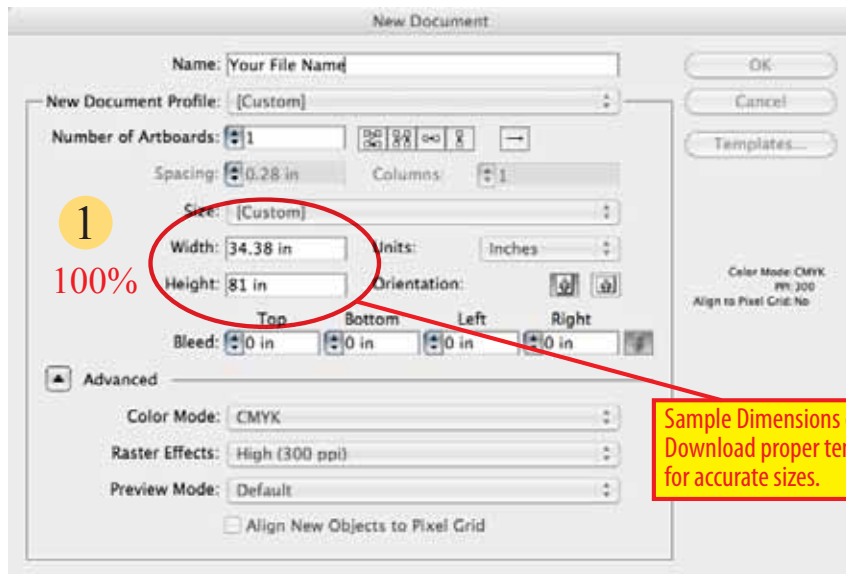 New Document
Name: Your File Name
OK
New Document Profile: [Custom]
Cancel
Number of Artboards: 1
Templates...
Spacing: 0.28 in Columns: 1
Size: [Custom]
1
Width: 34.38 in Units: Inches
100%
Height: 81 in Orientation:
Color Mode: CMYK
PPI: 300
Align to Pixel Grid: No
Top Bottom Left Right
Bleed: 0 in 0 in 0 in 0 in
Advanced
Color Mode: CMYK
Sample Dimensions
Download proper
for accurate sizes.
Raster Effects: High (300 ppi)
Preview Mode: Default
Align New Objects to Pixel Grid